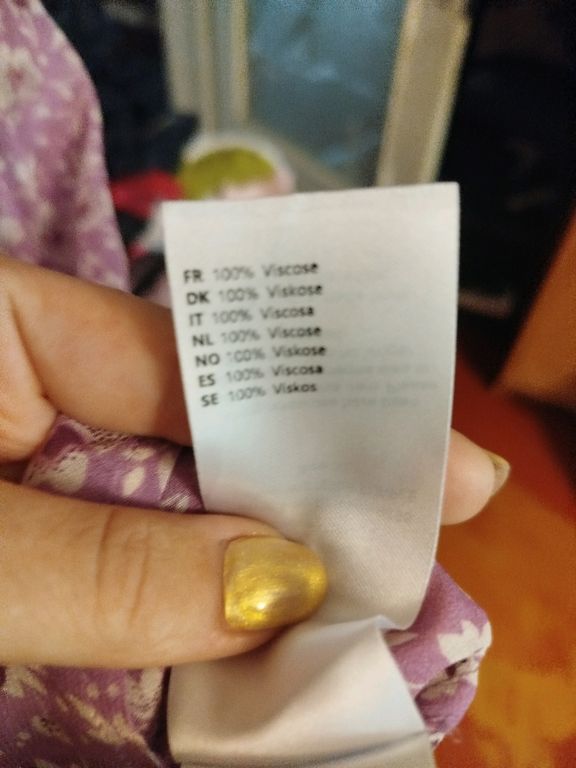 FR 100% Viscose
DK 100% Viskose
IT 100% Viscosa
NL 100% Viscose
NO 100% Viskose
ES 100% Viscosa
SE 100% Viskos